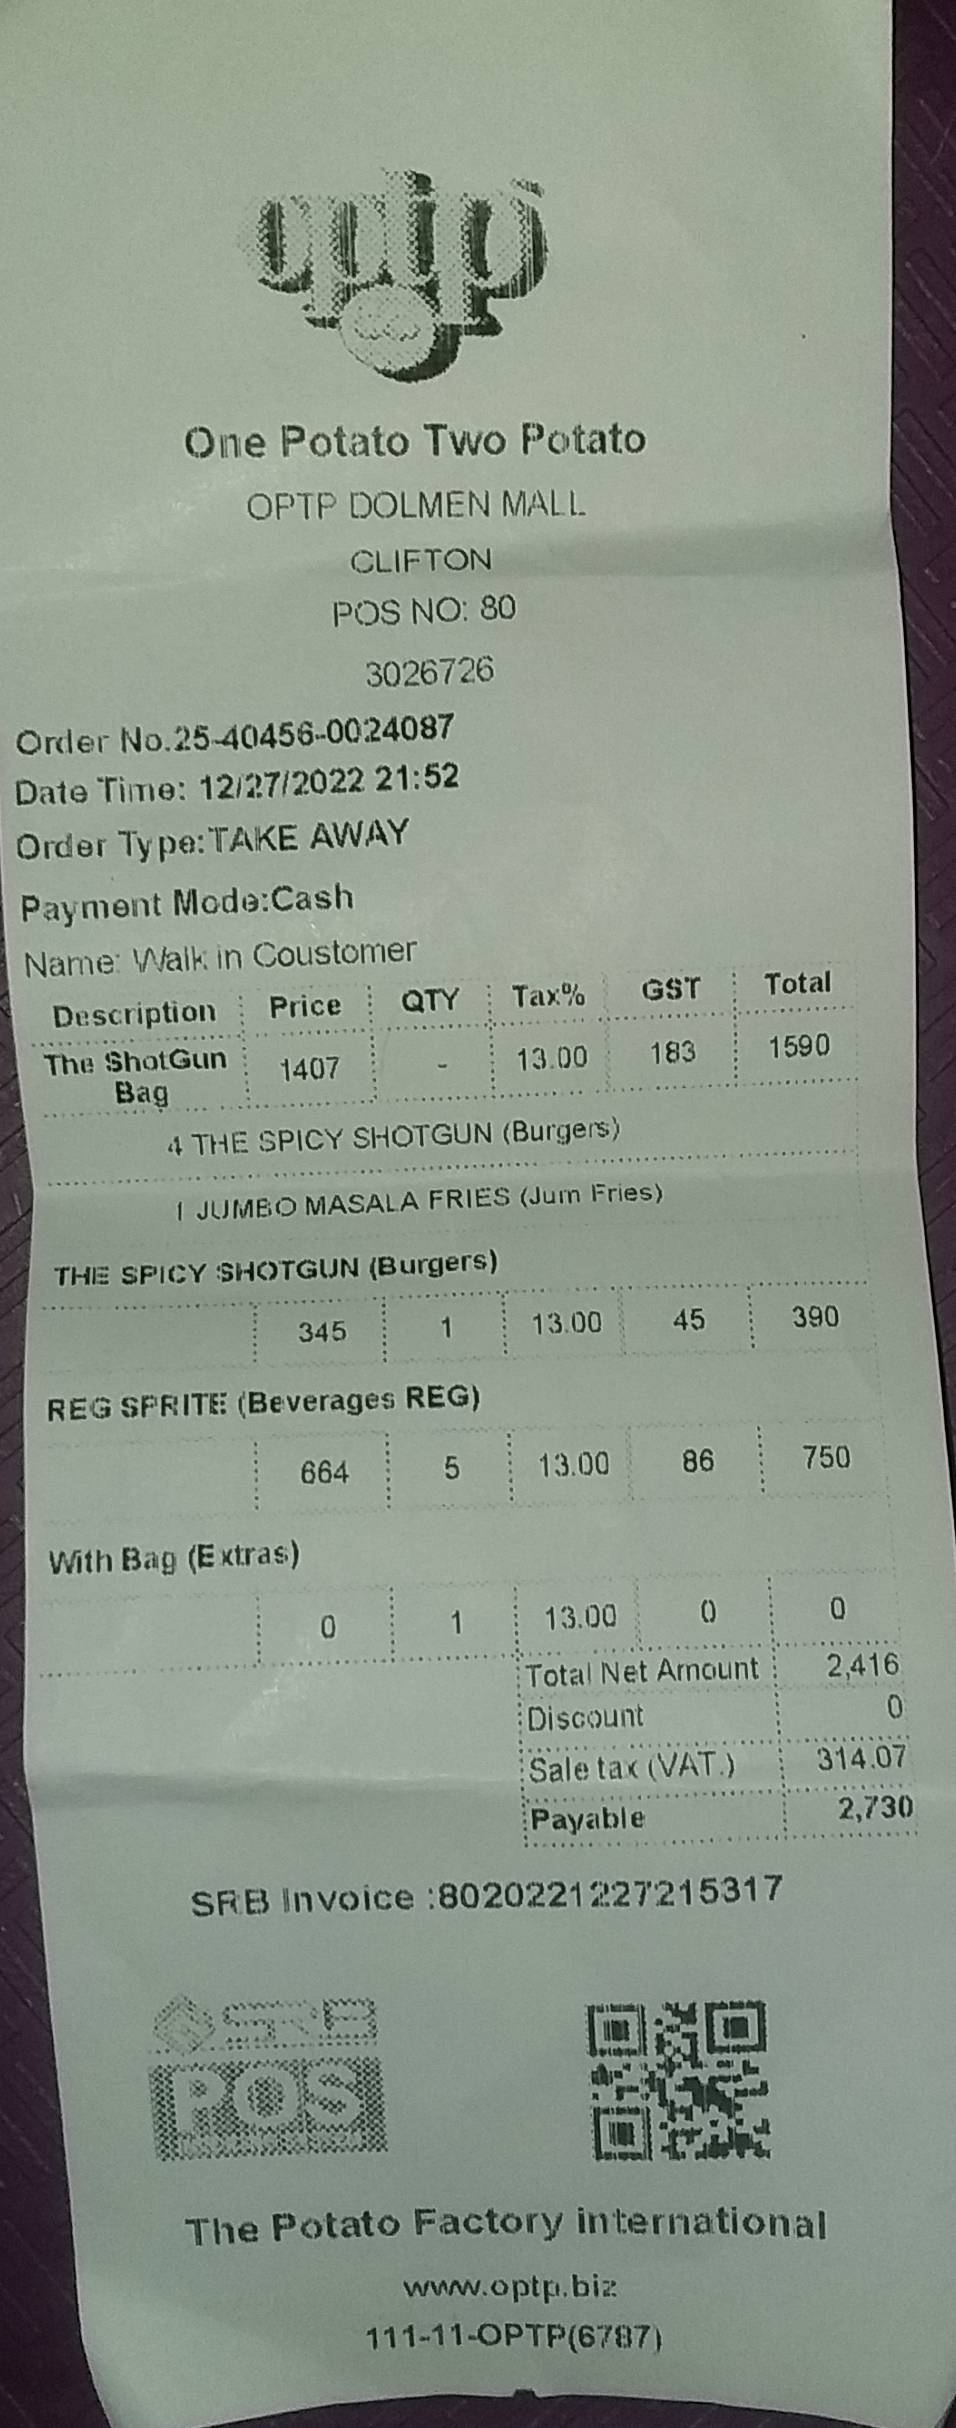 optp
One Potato Two Potato
OPTP DOLMEN MALL
CLIFTON
POS NO: 80
3026726
Order No.25-40456-0024087
Date Time: 12/27/2022 21:52
Order Type:TAKE AWAY
Payment Mode:Cash
Name: Walk in Coustomer
Description Price QTY Tax% GST Total
The ShotGun Bag 1407 - 13.00 183 1590
4 THE SPICY SHOTGUN (Burgers)
1 JUMBO MASALA FRIES (Jum Fries)
THE SPICY SHOTGUN (Burgers)
345 1 13.00 45 390
REG SPRITE (Beverages REG)
664 5 13.00 86 750
With Bag (Extras)
0 1 13.00 0 0
Total Net Amount 2,416
Discount 0
Sale tax (VAT.) 314.07
Payable 2,730
SRB Invoice :8020221227215317
SRB
POS
The Potato Factory international
www.optp.biz
111-11-OPTP(6787)